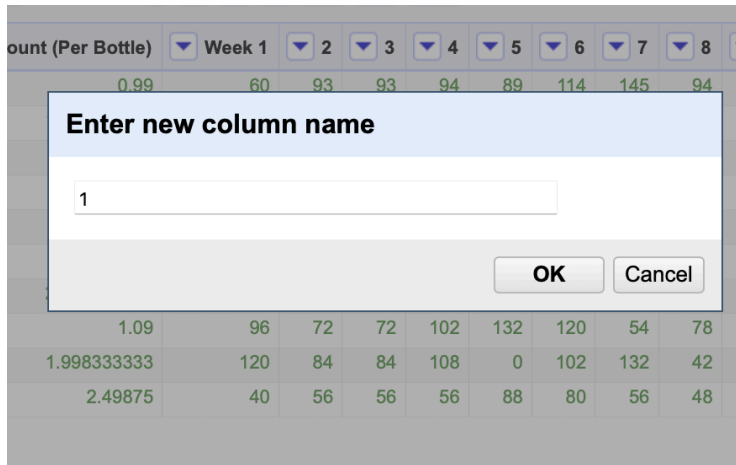 ount (Per Bottle) Week 1 2 3 4 5 6 7 8
0.99 60 93 93 94 89 114 145 94
Enter new column name
1
OK Cancel
1.09 96 72 72 102 132 120 54 78
1.998333333 120 84 84 108 0 102 132 42
2.49875 40 56 56 56 88 80 56 48